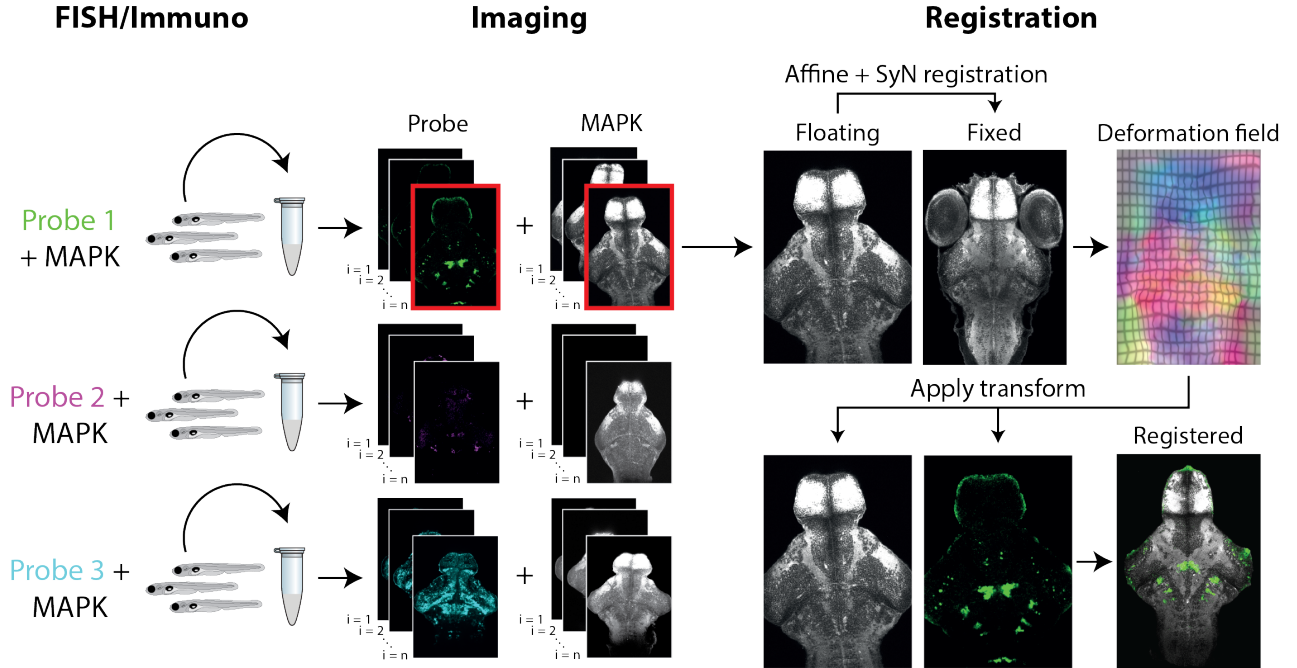 FISH/Immuno
Imaging
Registration
Affine + SyN registration
Probe
MAPK
Floating
Fixed
Deformation field
Probe 1
+ MAPK
+
i = 1
i = 2
i = n
i = 1
i = 2
i = n
Apply transform
Probe 2 +
MAPK
+
i = 1
i = 2
i = n
i = 1
i = 2
i = n
Registered
Probe 3 +
MAPK
+
i = 1
i = 2
i = n
i = 1
i = 2
i = n